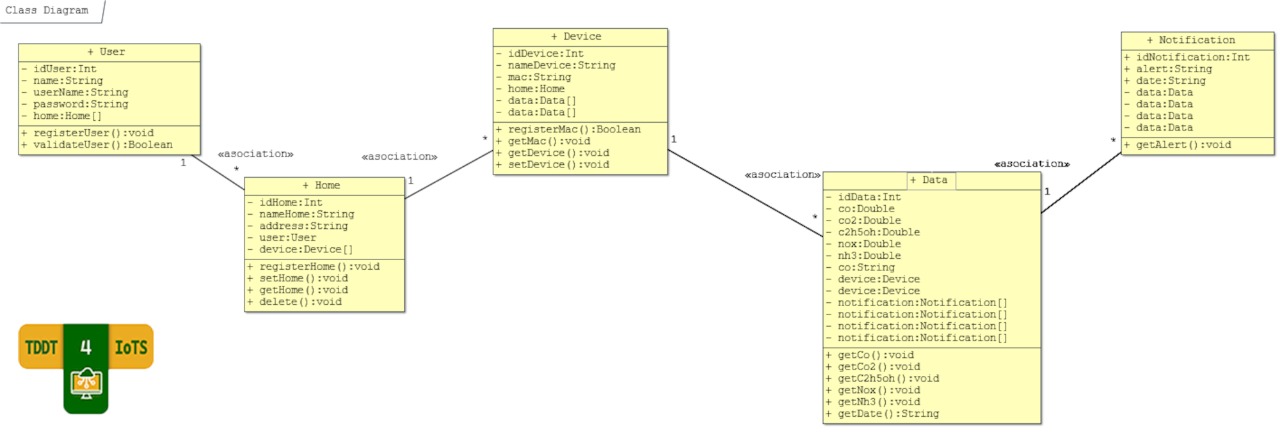 Class Diagram
+ User
- idUser:Int
- name:String
- userName:String
- password:String
- home:Home[]
+ registerUser():void
+ validateUser():Boolean
1
«asociation»
*
+ Home
- idHome:Int
- nameHome:String
- address:String
- user:User
- device:Device[]
+ registerHome():void
+ setHome():void
+ getHome():void
+ delete():void
«asociation»
1
*
+ Device
- idDevice:Int
- nameDevice:String
- mac:String
- home:Home
- data:Data[]
- data:Data[]
+ registerMac():Boolean
+ getMac():void
+ getDevice():void
+ setDevice():void
1
«asociation»
*
+ Data
- idData:Int
- co:Double
- co2:Double
- c2h5oh:Double
- nox:Double
- nh3:Double
- co:String
- device:Device
- device:Device
- notification:Notification[]
- notification:Notification[]
- notification:Notification[]
- notification:Notification[]
+ getCo():void
+ getCo2():void
+ getC2h5oh():void
+ getNox():void
+ getNh3():void
+ getDate():String
«asociation»
1
*
+ Notification
+ idNotification:Int
+ alert:String
+ date:String
- data:Data
- data:Data
- data:Data
- data:Data
+ getAlert():void
TDDT 4 IoTS